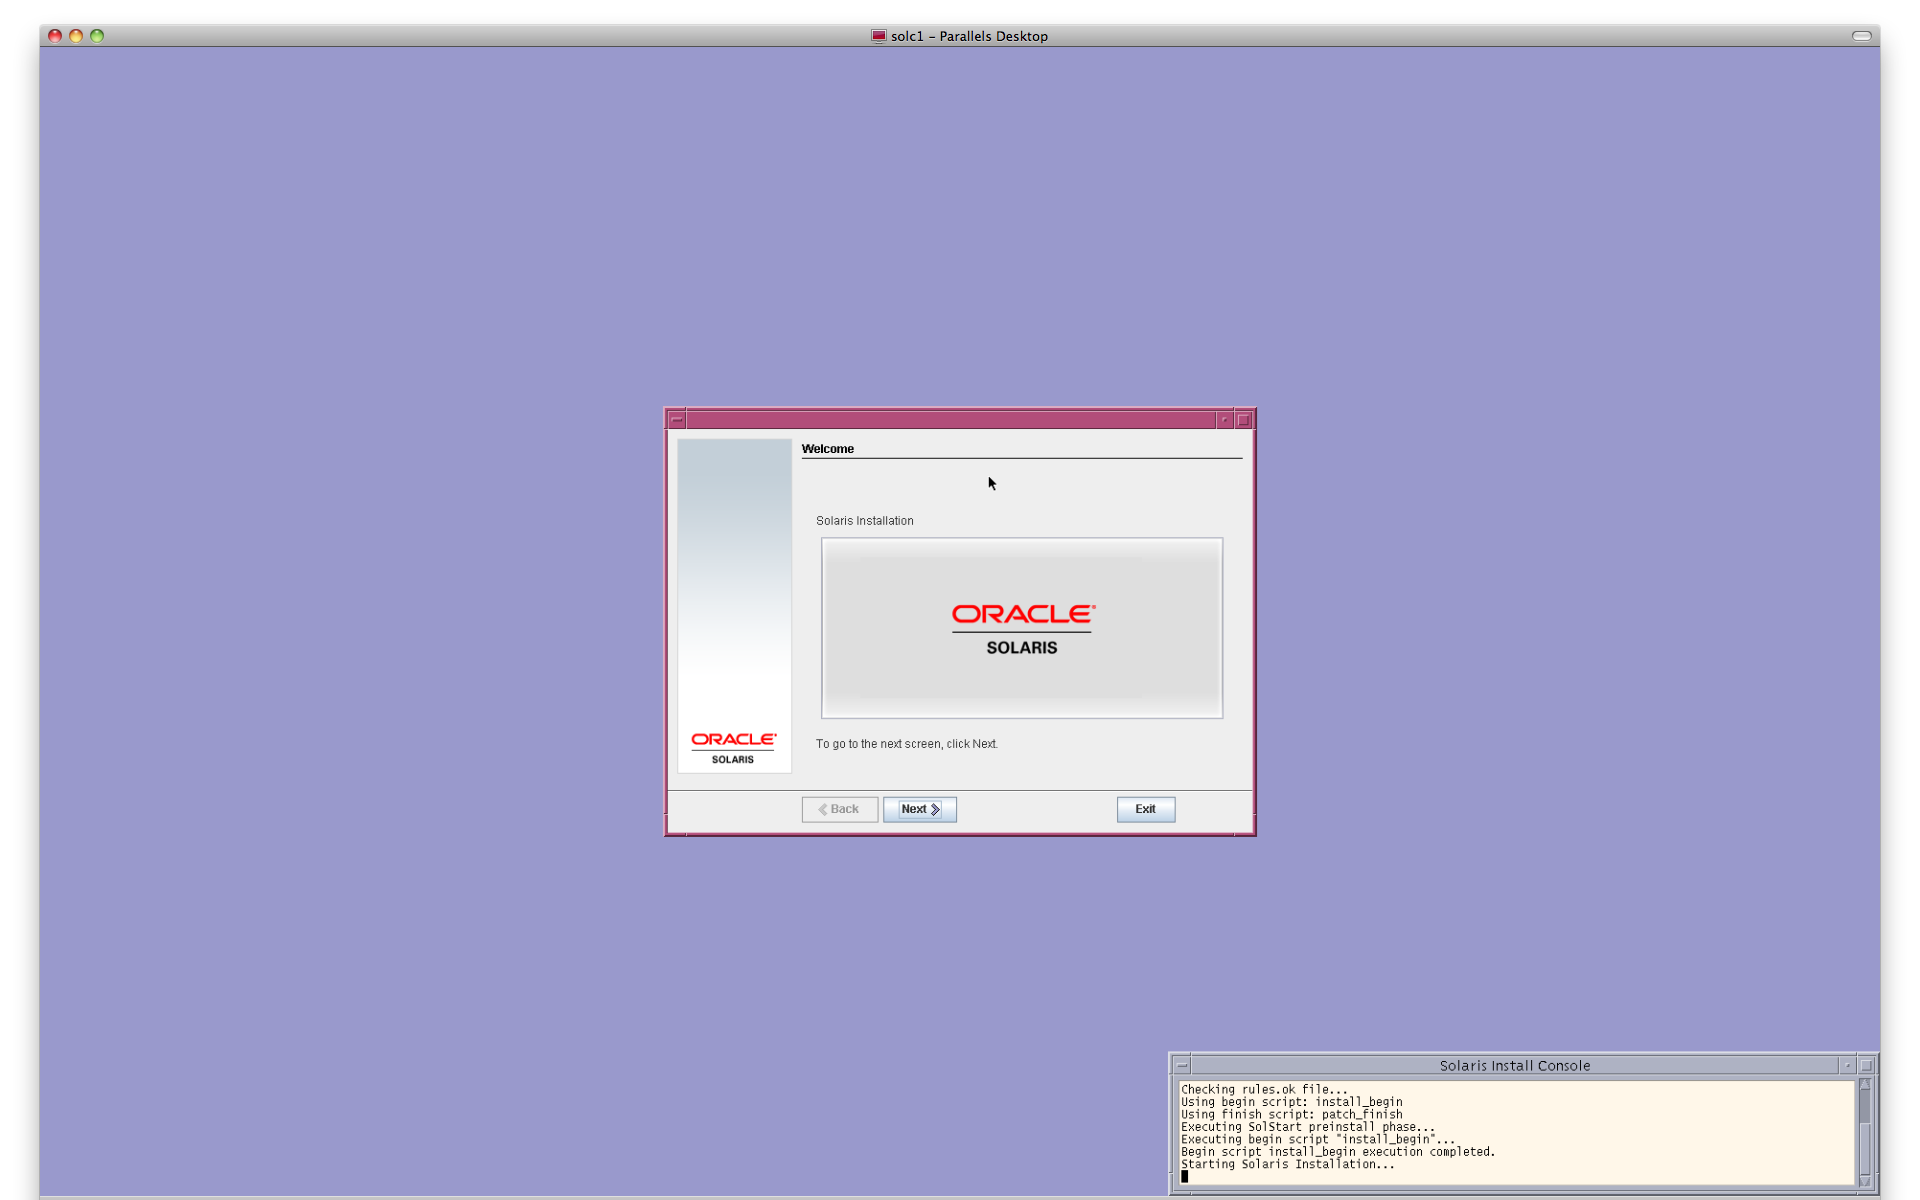 solc1 – Parallels Desktop
Welcome
Solaris Installation
ORACLE®
SOLARIS
ORACLE®
SOLARIS
To go to the next screen, click Next.
Back
Next
Exit
Solaris Install Console
Checking rules.ok file...
Using begin script: install_begin
Using finish script: patch_finish
Executing SolStart preinstall phase...
Executing begin script "install_begin"...
Begin script install_begin execution completed.
Starting Solaris Installation...